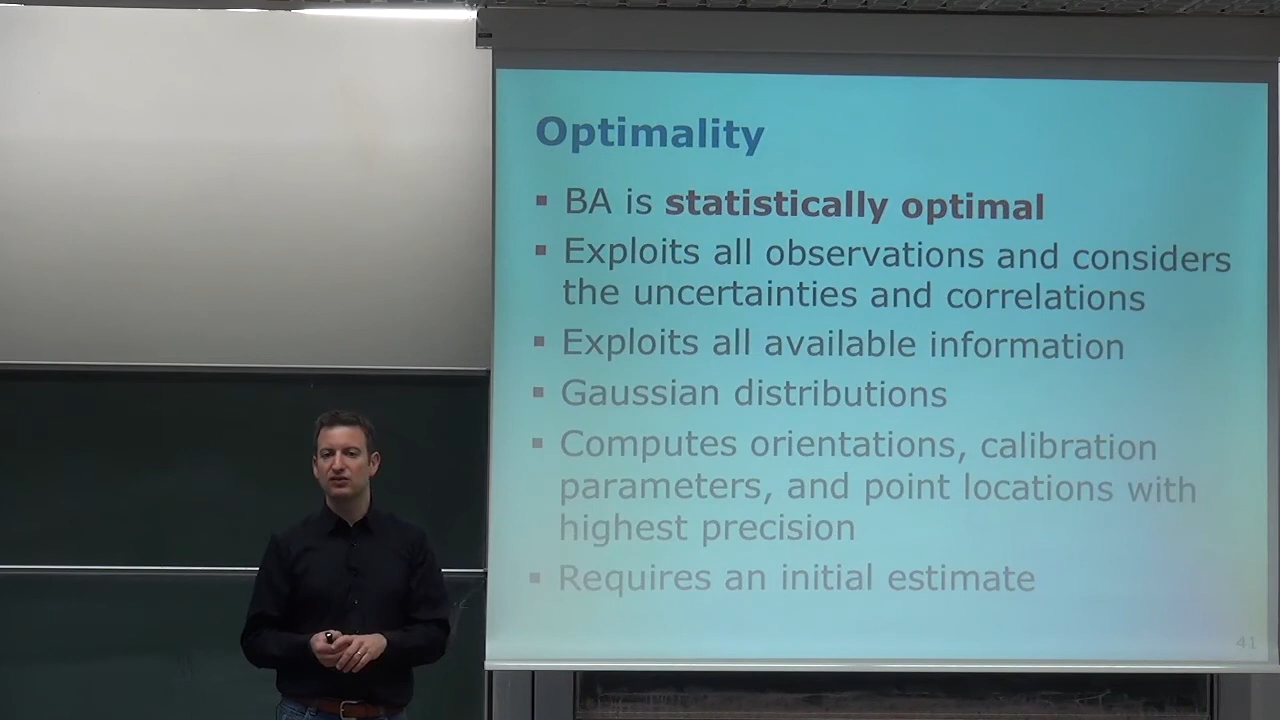 Optimality
▪ BA is statistically optimal
▪ Exploits all observations and considers
the uncertainties and correlations
▪ Exploits all available information
▪ Gaussian distributions
▪ Computes orientations, calibration
parameters, and point locations with
highest precision
▪ Requires an initial estimate
41